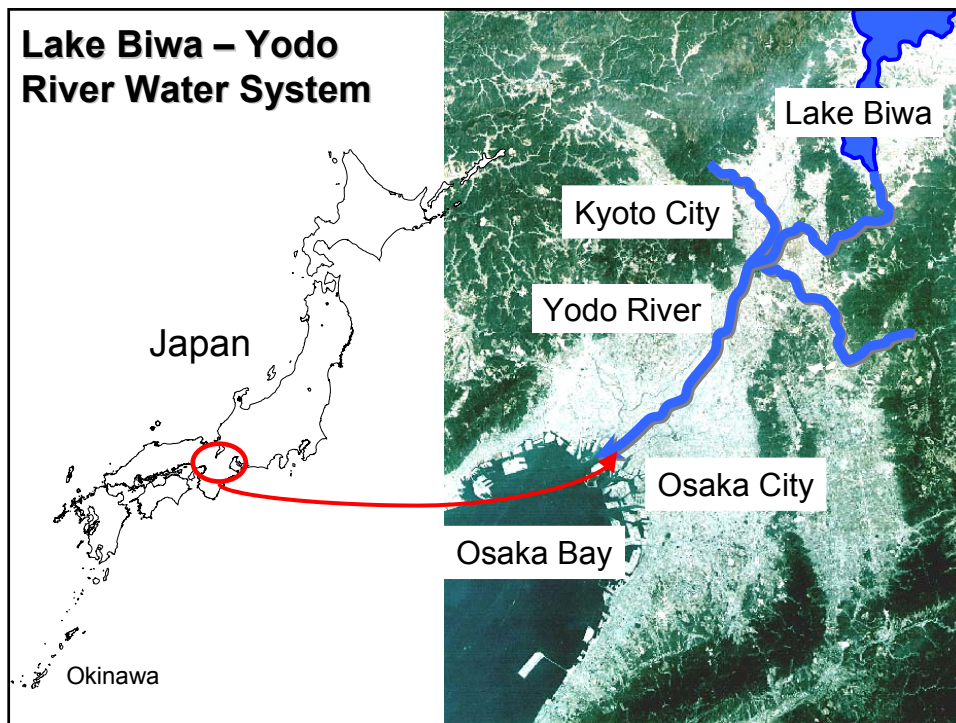 Lake Biwa – Yodo
River Water System
Lake Biwa
Kyoto City
Yodo River
Japan
Osaka City
Osaka Bay
Okinawa